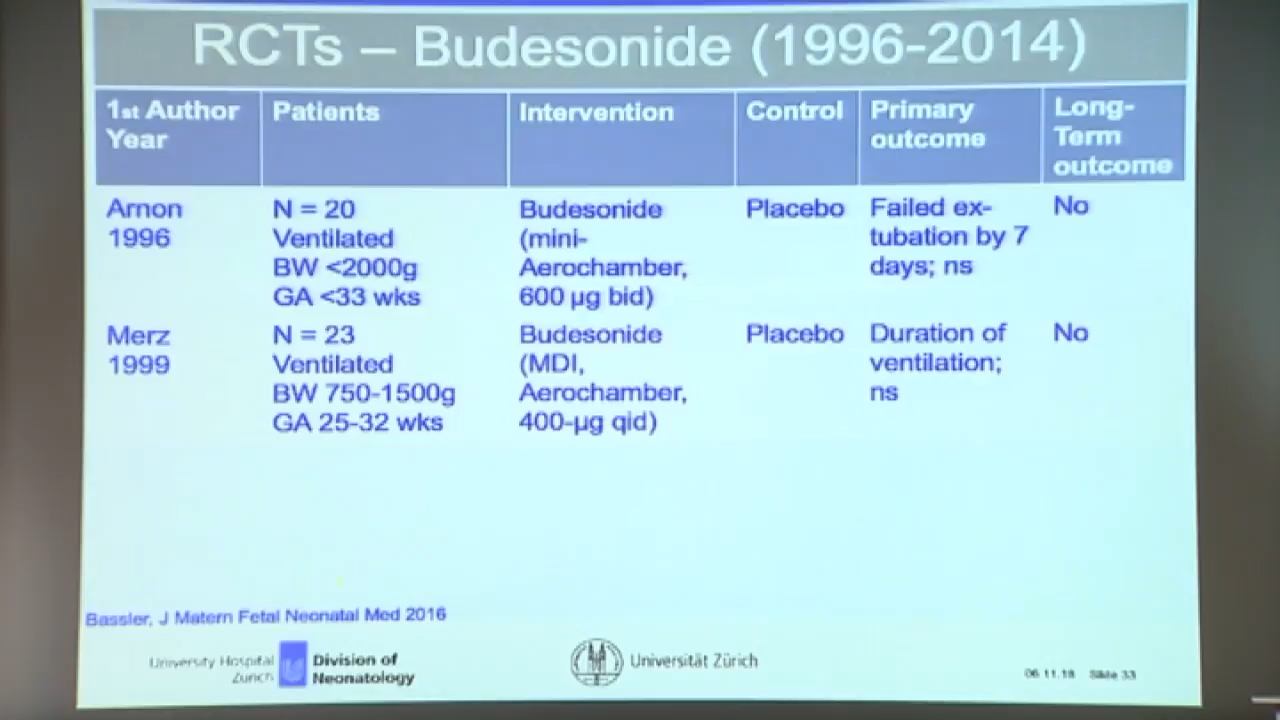 RCTs – Budesonide (1996-2014)
1st Author Year
Patients
Intervention
Control
Primary outcome
Long-Term outcome
Arnon
1996
N = 20
Ventilated
BW <2000g
GA <33 wks
Budesonide
(mini-
Aerochamber,
600 µg bid)
Placebo
Failed ex-
tubation by 7
days; ns
No
Merz
1999
N = 23
Ventilated
BW 750-1500g
GA 25-32 wks
Budesonide
(MDI,
Aerochamber,
400-µg qid)
Placebo
Duration of
ventilation;
ns
No
Bassler, J Matern Fetal Neonatal Med 2016
University Hospital
Zurich
Division of
Neonatology
Universität Zürich
06.11.18 Slide 33